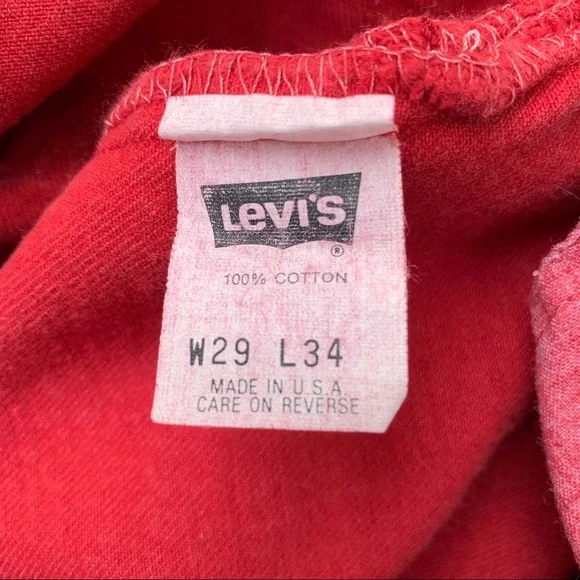 LEVI'S
®
100% COTTON
W29 L34
MADE IN U.S.A.
CARE ON REVERSE